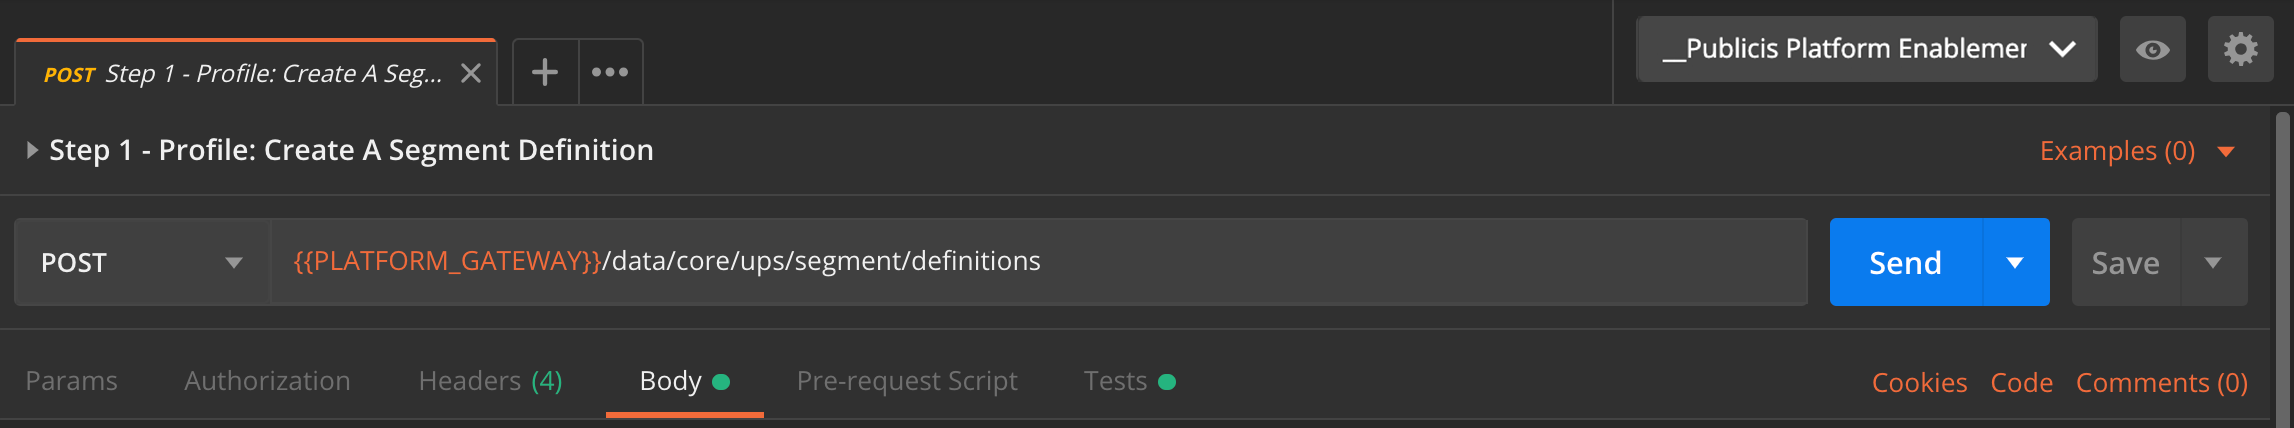 POST Step 1 - Profile: Create A Seg...
__Publicis Platform Enablemer
Step 1 - Profile: Create A Segment Definition
Examples (0)
POST
{{PLATFORM_GATEWAY}}/data/core/ups/segment/definitions
Send
Save
Params Authorization Headers (4) Body Pre-request Script Tests
Cookies Code Comments (0)